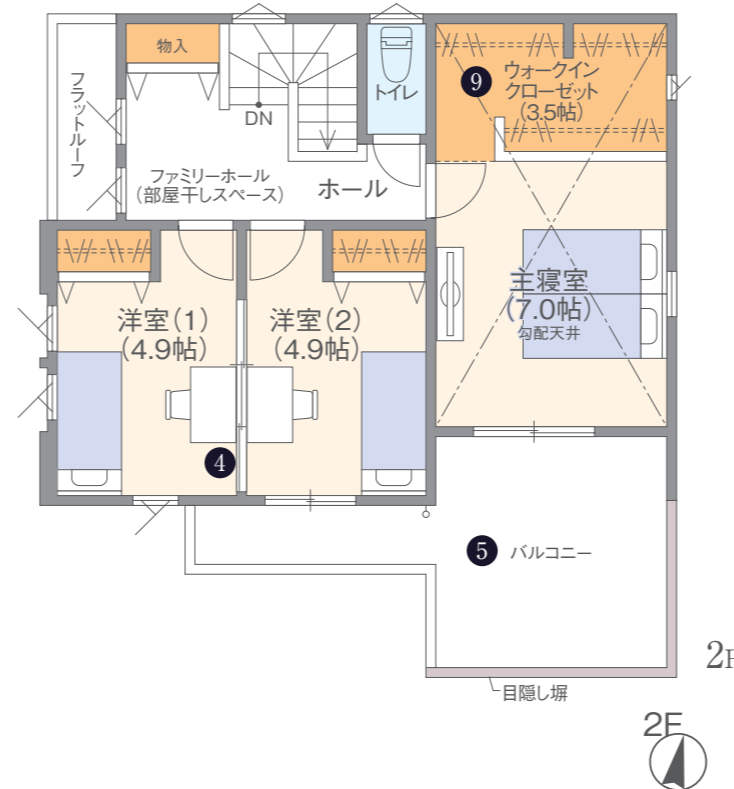 物入
フラットルーフ
DN
トイレ
9
ウォークイン
クローゼット
(3.5帖)
ファミリーホール
(部屋干しスペース)
ホール
洋室(1)
(4.9帖)
洋室(2)
(4.9帖)
主寝室
(7.0帖)
勾配天井
4
5
バルコニー
目隠し塀
2F
2F